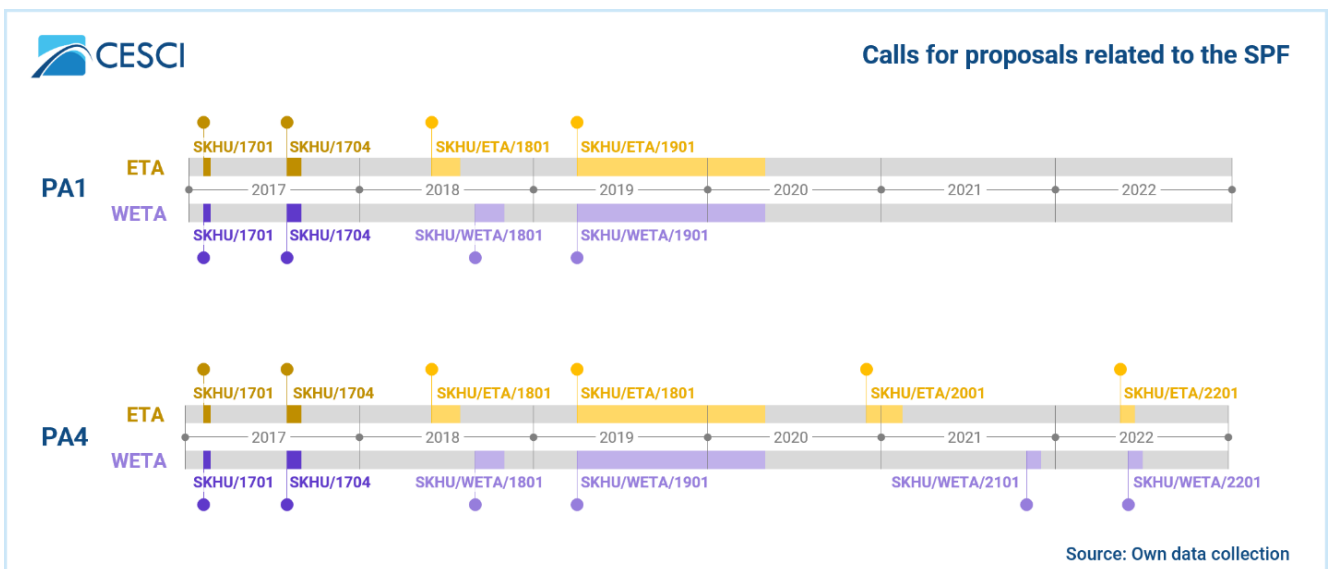 CESCI
Calls for proposals related to the SPF
SKHU/1701 SKHU/1704 SKHU/ETA/1801 SKHU/ETA/1901
ETA
PA1
2017 2018 2019 2020 2021 2022
WETA
SKHU/1701 SKHU/1704 SKHU/WETA/1801 SKHU/WETA/1901
SKHU/1701 SKHU/1704 SKHU/ETA/1801 SKHU/ETA/1801 SKHU/ETA/2001 SKHU/ETA/2201
ETA
PA4
2017 2018 2019 2020 2021 2022
WETA
SKHU/1701 SKHU/1704 SKHU/WETA/1801 SKHU/WETA/1901 SKHU/WETA/2101 SKHU/WETA/2201
Source: Own data collection